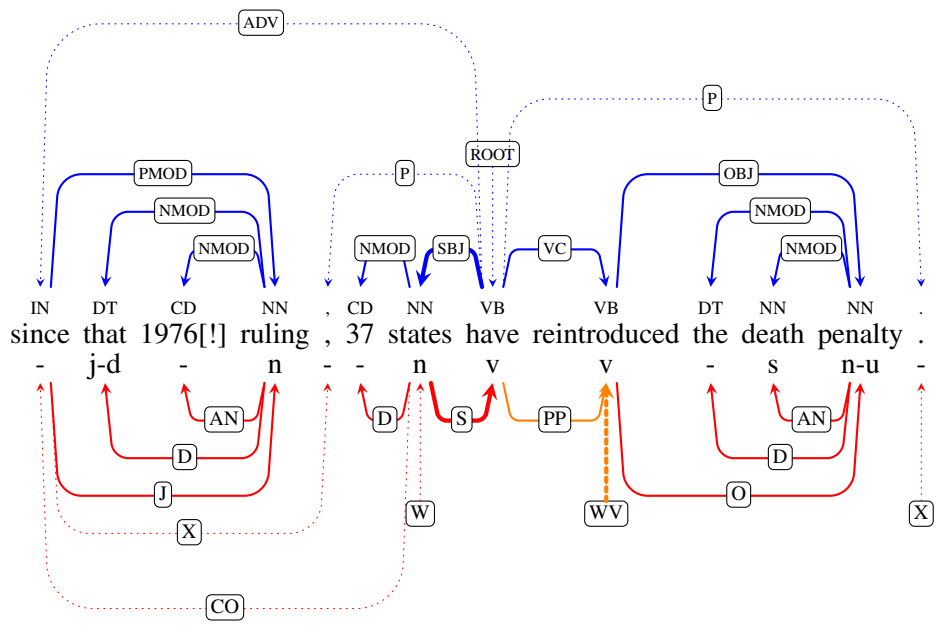 ADV
P
ROOT
PMOD P OBJ
NMOD NMOD
NMOD NMOD SBJ VC NMOD
IN DT CD NN , CD NN VB VB DT NN NN .
since that 1976[!] ruling , 37 states have reintroduced the death penalty .
- j-d - n - - n v v - s n-u -
AN D S PP AN
D D
J O
W WV X
X
CO